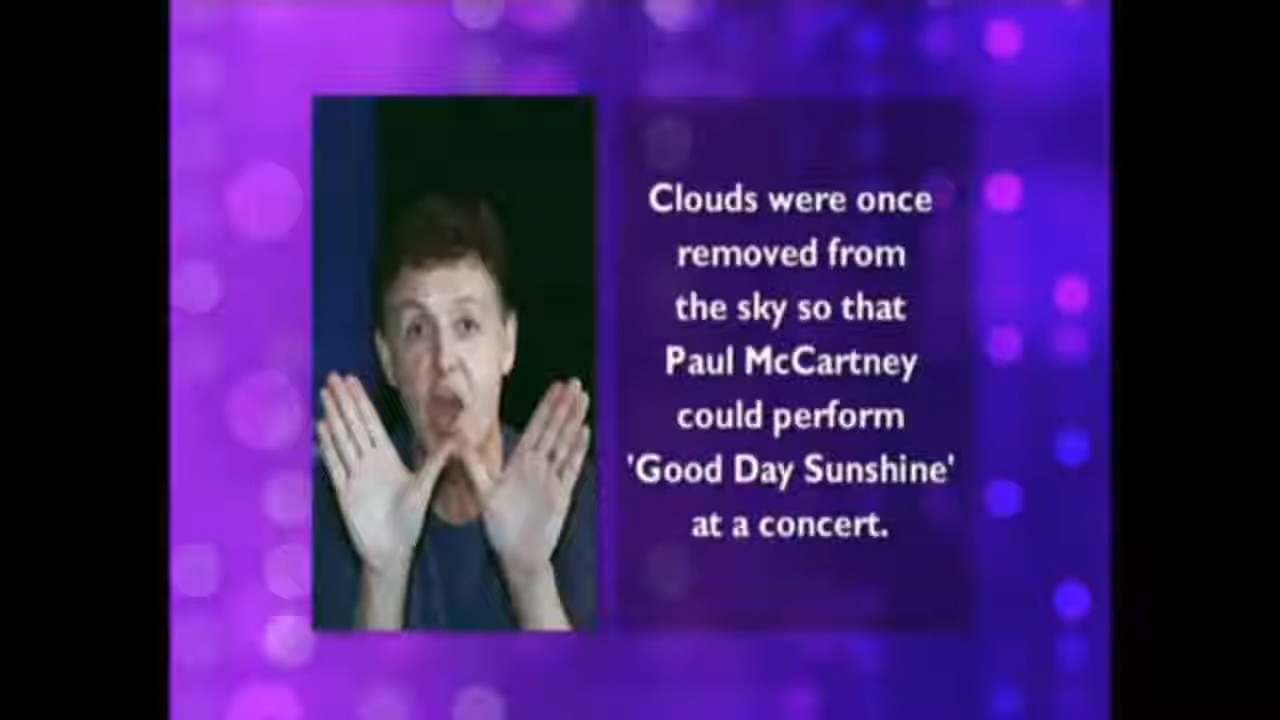 Clouds were once
removed from
the sky so that
Paul McCartney
could perform
'Good Day Sunshine'
at a concert.